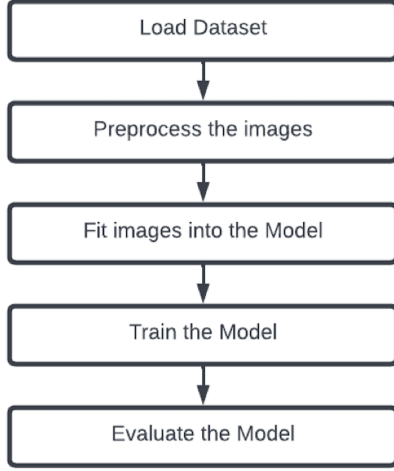 Load Dataset
Preprocess the images
Fit images into the Model
Train the Model
Evaluate the Model